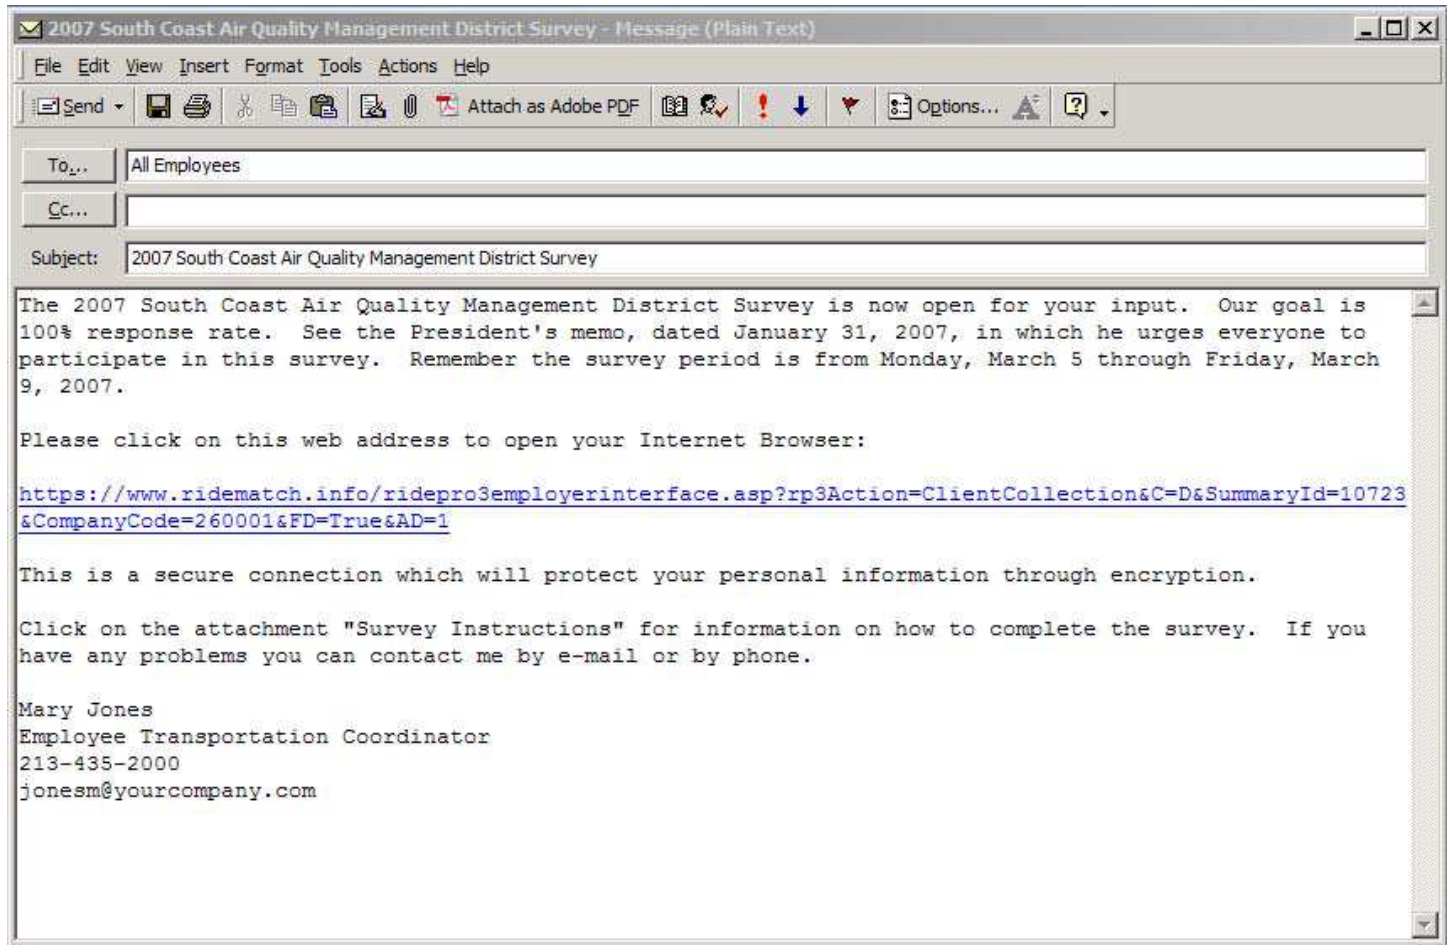 2007 South Coast Air Quality Management District Survey - Message (Plain Text)
File Edit View Insert Format Tools Actions Help
Send Attach as Adobe PDF Options...
To... All Employees
Cc...
Subject: 2007 South Coast Air Quality Management District Survey
The 2007 South Coast Air Quality Management District Survey is now open for your input. Our goal is
100% response rate. See the President's memo, dated January 31, 2007, in which he urges everyone to
participate in this survey. Remember the survey period is from Monday, March 5 through Friday, March
9, 2007.
Please click on this web address to open your Internet Browser:
https://www.ridematch.info/ridepro3employerinterface.asp?rp3Action=ClientCollection&C=D&SummaryId=10723
&CompanyCode=260001&FD=True&AD=1
This is a secure connection which will protect your personal information through encryption.
Click on the attachment "Survey Instructions" for information on how to complete the survey. If you
have any problems you can contact me by e-mail or by phone.
Mary Jones
Employee Transportation Coordinator
213-435-2000
jonesm@yourcompany.com